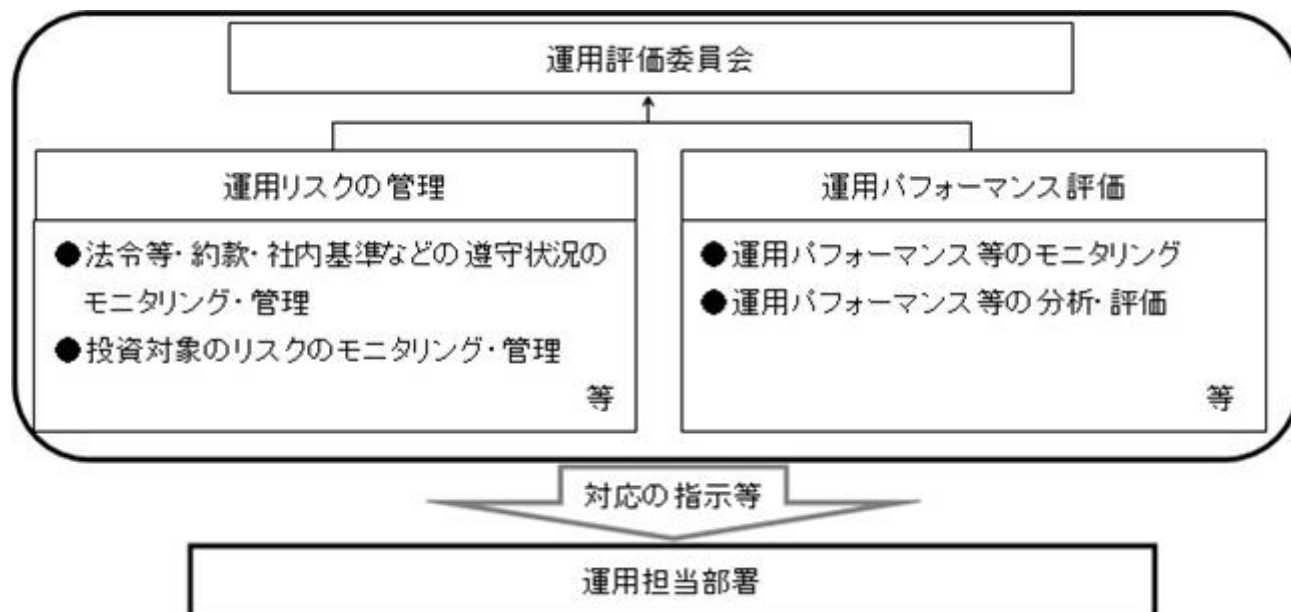 運用評価委員会
運用リスクの管理
●法令等・約款・社内基準などの遵守状況の
モニタリング・管理
●投資対象のリスクのモニタリング・管理
等
運用パフォーマンス評価
●運用パフォーマンス等のモニタリング
●運用パフォーマンス等の分析・評価
等
対応の指示等
運用担当部署